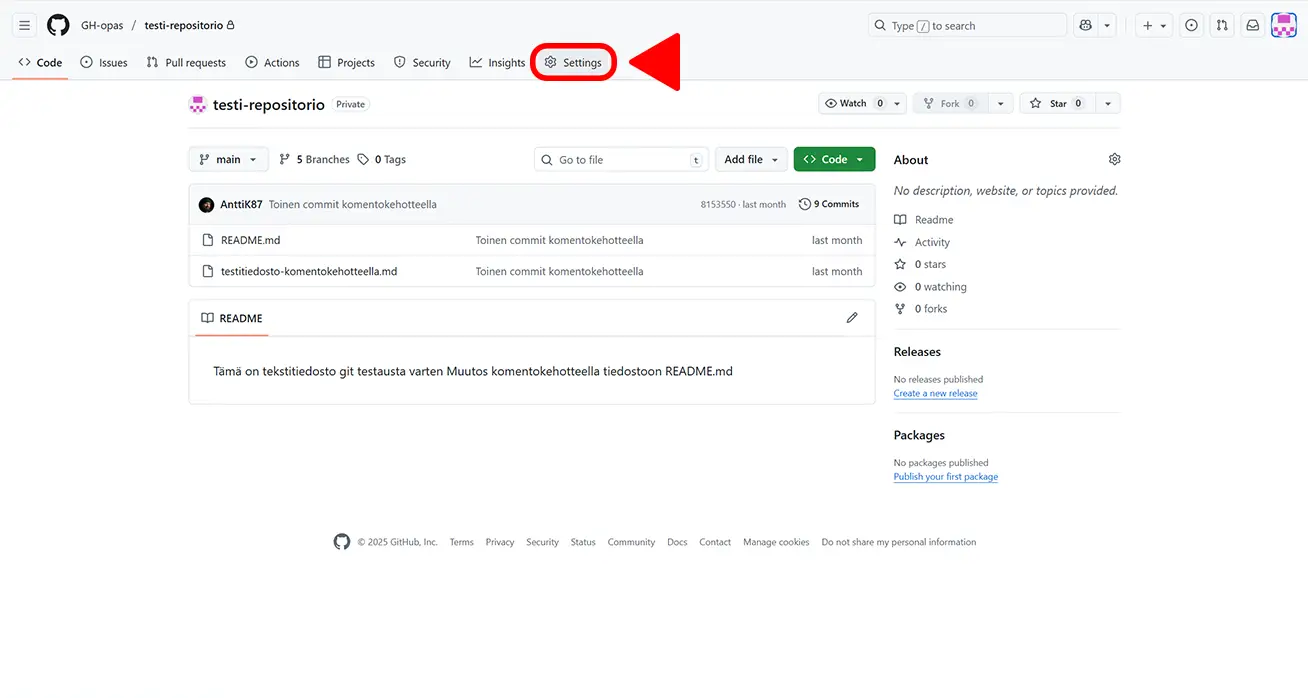 GH-opas / testi-repositorio
Type / to search
Code Issues Pull requests Actions Projects Security Insights Settings
testi-repositorio Private
Watch 0 Fork 0 Star 0
main 5 Branches 0 Tags
Go to file t Add file Code
AnttiK87 Toinen commit komentokehotteella 8153550 · last month 9 Commits
README.md Toinen commit komentokehotteella last month
testitiedosto-komentokehotteella.md Toinen commit komentokehotteella last month
README
Tämä on tekstitiedosto git testausta varten Muutos komentokehotteella tiedostoon README.md
About
No description, website, or topics provided.
Readme
Activity
0 stars
0 watching
0 forks
Releases
No releases published
Create a new release
Packages
No packages published
Publish your first package
© 2025 GitHub, Inc. Terms Privacy Security Status Community Docs Contact Manage cookies Do not share my personal information